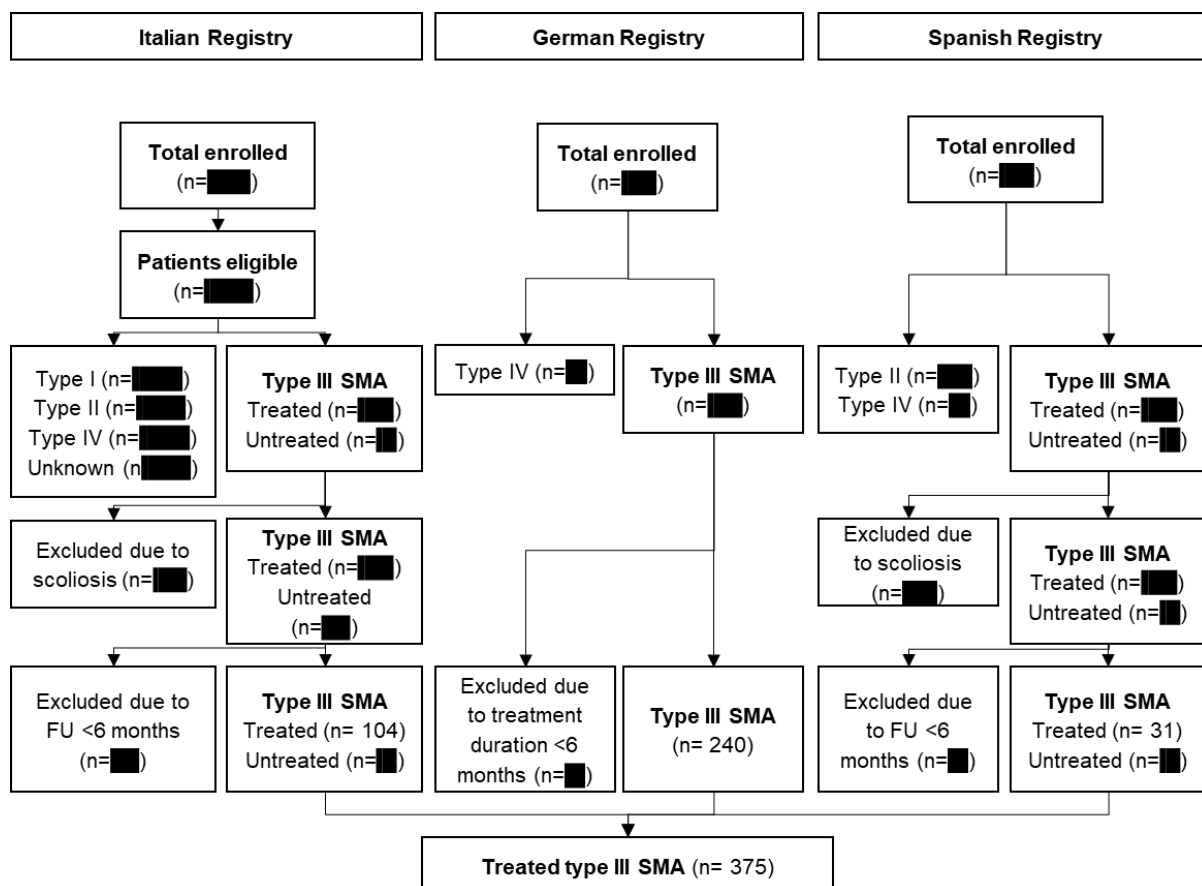 Italian Registry
German Registry
Spanish Registry
Total enrolled
(n= )
Total enrolled
(n= )
Total enrolled
(n= )
Patients eligible
(n= )
Type I (n= )
Type II (n= )
Type IV (n= )
Unknown (n )
Type III SMA
Treated (n= )
Untreated (n= )
Type IV (n= )
Type III SMA
(n= )
Type II (n= )
Type IV (n= )
Type III SMA
Treated (n= )
Untreated (n= )
Excluded due to
scoliosis (n= )
Type III SMA
Treated (n= )
Untreated
(n= )
Excluded due
to scoliosis
(n= )
Type III SMA
Treated (n= )
Untreated (n= )
Excluded due to
FU <6 months
(n= )
Type III SMA
Treated (n= 104)
Untreated (n= )
Excluded due
to treatment
duration <6
months (n= )
Type III SMA
(n= 240)
Excluded due
to FU <6
months (n= )
Type III SMA
Treated (n= 31)
Untreated (n= )
Treated type III SMA (n= 375)